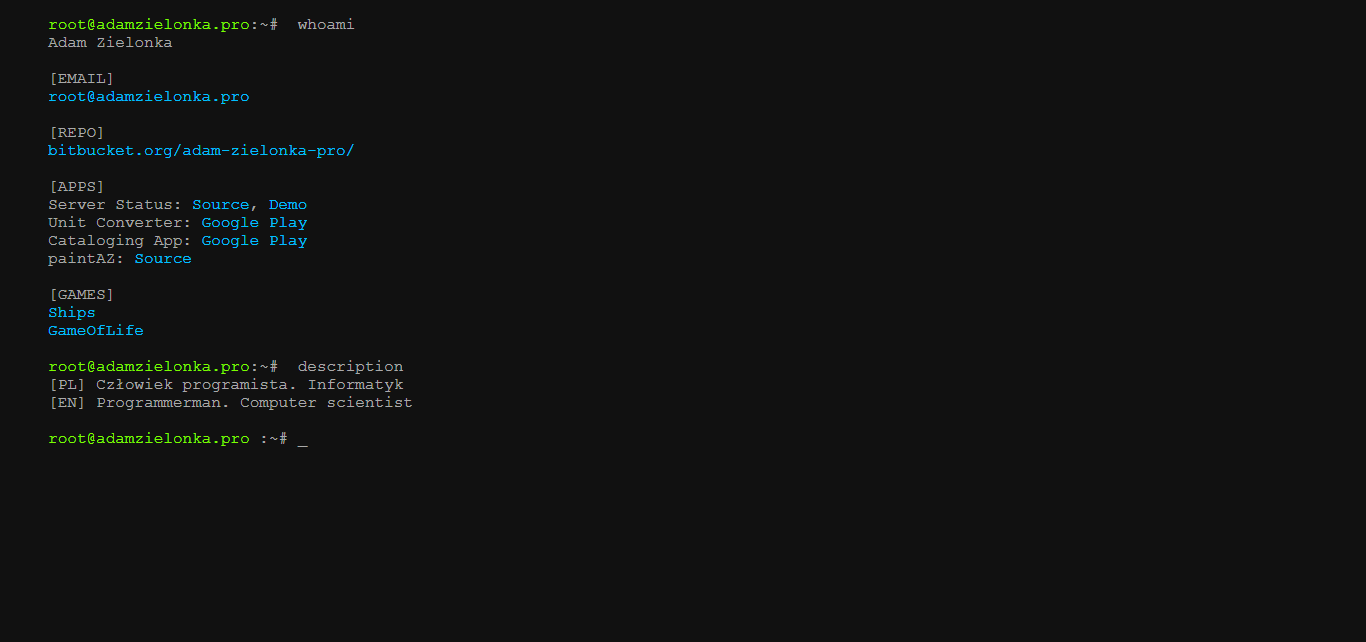 root@adamzielonka.pro:~# whoami
Adam Zielonka
[EMAIL]
root@adamzielonka.pro
[REPO]
bitbucket.org/adam-zielonka-pro/
[APPS]
Server Status: Source, Demo
Unit Converter: Google Play
Cataloging App: Google Play
paintAZ: Source
[GAMES]
Ships
GameOfLife
root@adamzielonka.pro:~# description
[PL] Człowiek programista. Informatyk
[EN] Programmerman. Computer scientist
root@adamzielonka.pro :~# _